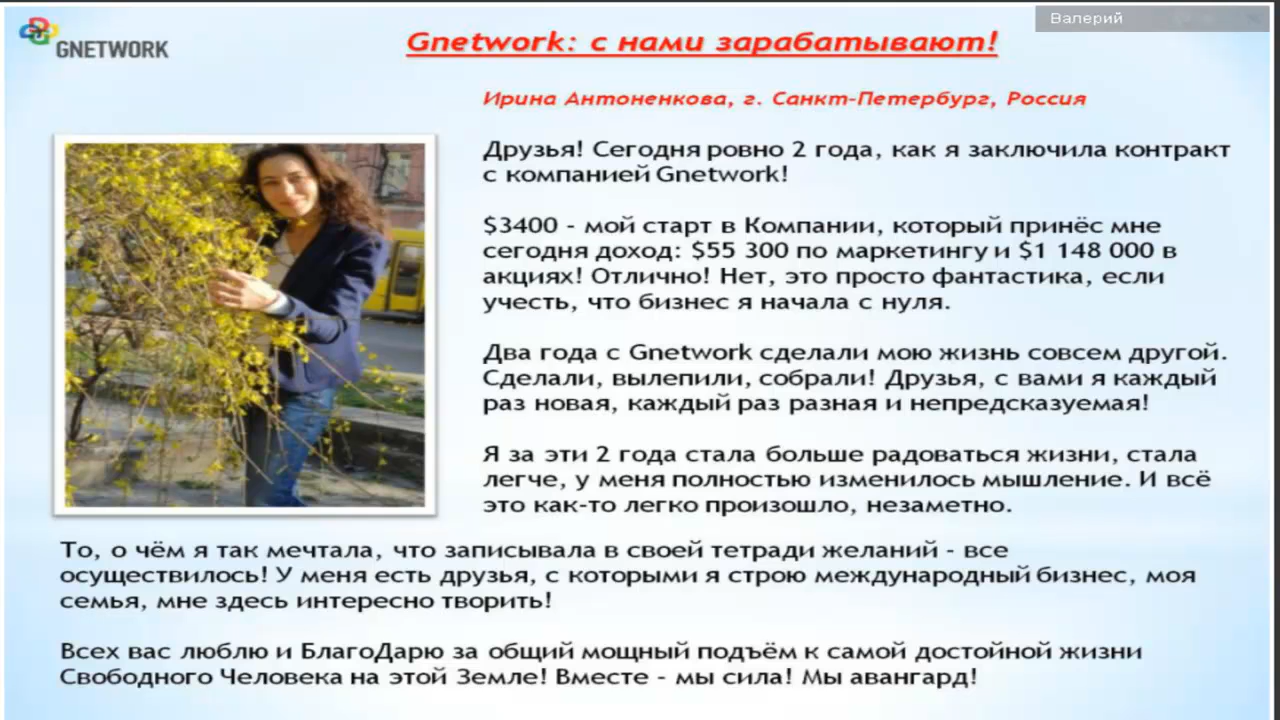 Валерий
GNETWORK
Gnetwork: с нами зарабатывают!
Ирина Антоненкова, г. Санкт-Петербург, Россия
Друзья! Сегодня ровно 2 года, как я заключила контракт
с компанией Gnetwork!
$3400 - мой старт в Компании, который принёс мне
сегодня доход: $55 300 по маркетингу и $1 148 000 в
акциях! Отлично! Нет, это просто фантастика, если
учесть, что бизнес я начала с нуля.
Два года с Gnetwork сделали мою жизнь совсем другой.
Сделали, вылепили, собрали! Друзья, с вами я каждый
раз новая, каждый раз разная и непредсказуемая!
Я за эти 2 года стала больше радоваться жизни, стала
легче, у меня полностью изменилось мышление. И всё
это как-то легко произошло, незаметно.
То, о чём я так мечтала, что записывала в своей тетради желаний - все
осуществилось! У меня есть друзья, с которыми я строю международный бизнес, моя
семья, мне здесь интересно творить!
Всех вас люблю и БлагоДарю за общий мощный подъём к самой достойной жизни
Свободного Человека на этой Земле! Вместе - мы сила! Мы авангард!